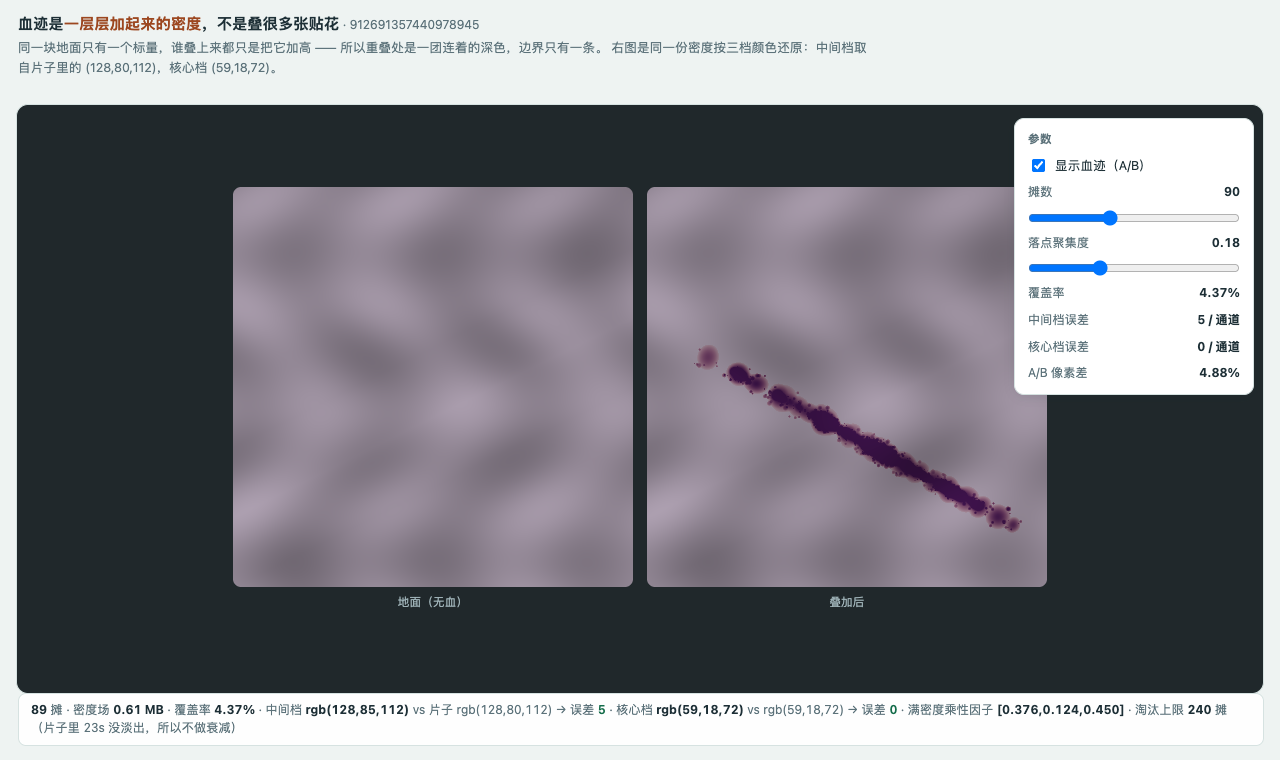 血迹是一层层加起来的密度，不是叠很多张贴花 · 912691357440978945
同一块地面只有一个标量，谁叠上来都只是把它加高 —— 所以重叠处是一团连着的深色，边界只有一条。 右图是同一份密度按三档颜色还原：中间档取
自片子里的 (128,80,112)，核心档 (59,18,72)。
参数
显示血迹（A/B）
摊数 90
落点聚集度 0.18
覆盖率 4.37%
中间档误差 5 / 通道
核心档误差 0 / 通道
A/B 像素差 4.88%
地面（无血）
叠加后
89 摊 · 密度场 0.61 MB · 覆盖率 4.37% · 中间档 rgb(128,85,112) vs 片子 rgb(128,80,112) → 误差 5 · 核心档 rgb(59,18,72) vs rgb(59,18,72) → 误差 0 · 满密度乘性因子 [0.376,0.124,0.450] · 淘汰上限 240 摊
（片子里 23s 没淡出，所以不做衰减）